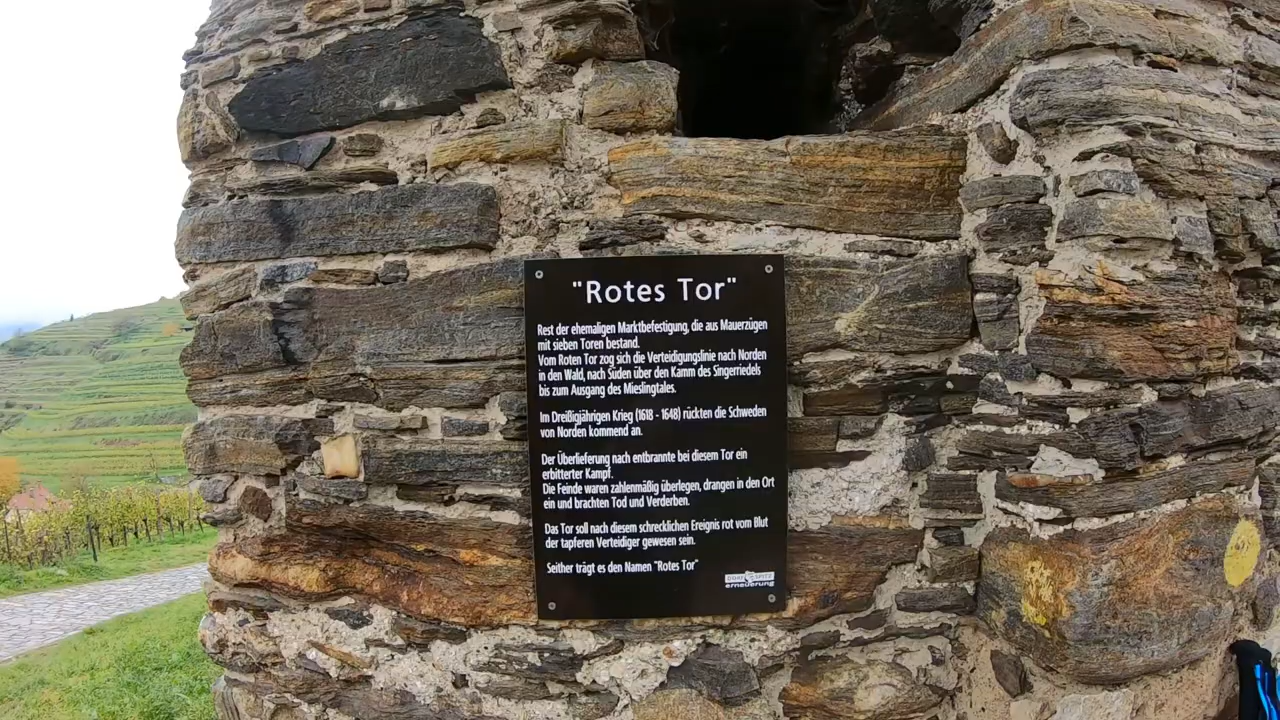 "Rotes Tor"
Rest der ehemaligen Marktbefestigung, die aus Mauerzügen
mit sieben Toren bestand.
Vom Roten Tor zog sich die Verteidigungslinie nach Norden
in den Wald, nach Süden über den Kamm des Singerriedels
bis zum Ausgang des Mieslingtales.
Im Dreißigjährigen Krieg (1618 - 1648) rückten die Schweden
von Norden kommend an.
Der Überlieferung nach entbrannte bei diesem Tor ein
erbitterter Kampf.
Die Feinde waren zahlenmäßig überlegen, drangen in den Ort
ein und brachten Tod und Verderben.
Das Tor soll nach diesem schrecklichen Ereignis rot vom Blut
der tapferen Verteidiger gewesen sein.
Seither trägt es den Namen "Rotes Tor"
erneuerung